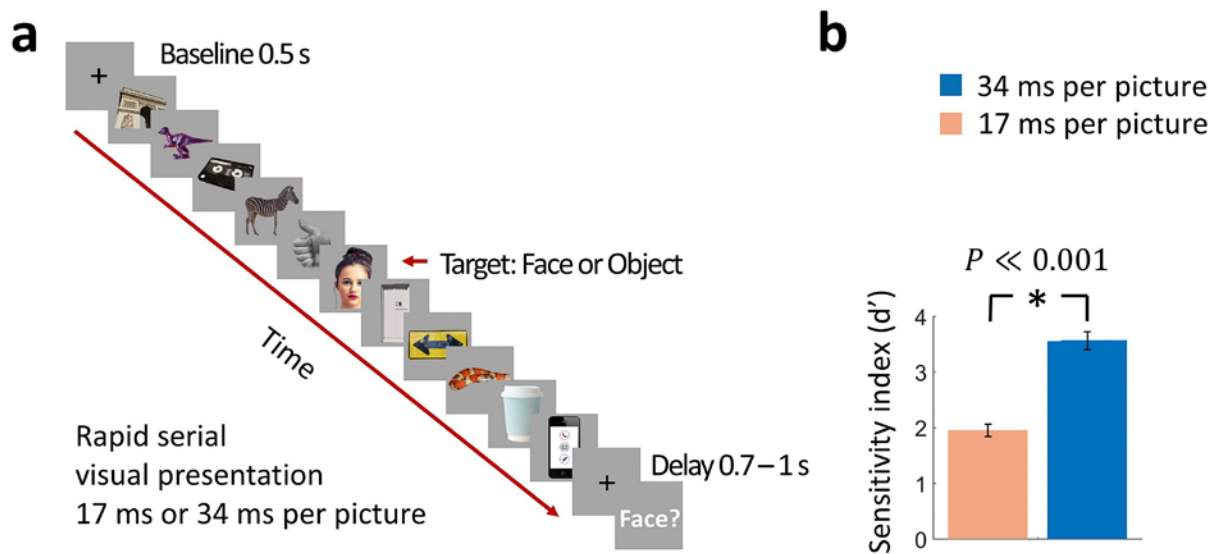 a
Baseline 0.5 s
+
Target: Face or Object
Time
Rapid serial
visual presentation
17 ms or 34 ms per picture
Delay 0.7 – 1 s
+
Face?
b
34 ms per picture
17 ms per picture
P ≪ 0.001
*
Sensitivity index (d’)
4
3
2
1
0